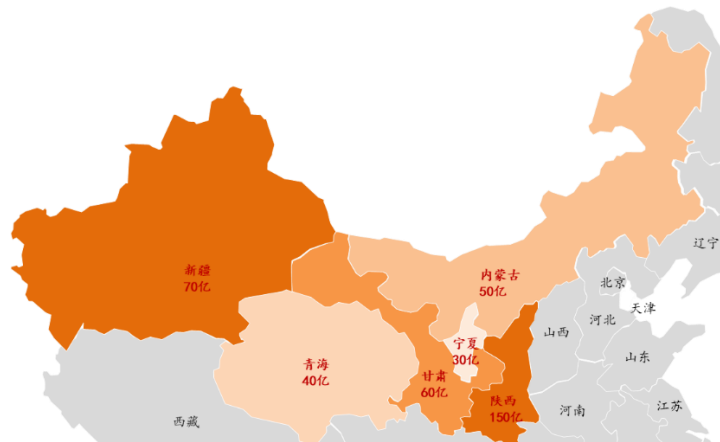 辽宁
新疆
70亿
内蒙古
50亿
北京
天津
河北
山西
宁夏
30亿
山东
青海
40亿
甘肃
60亿
陕西
150亿
河南
江苏
西藏